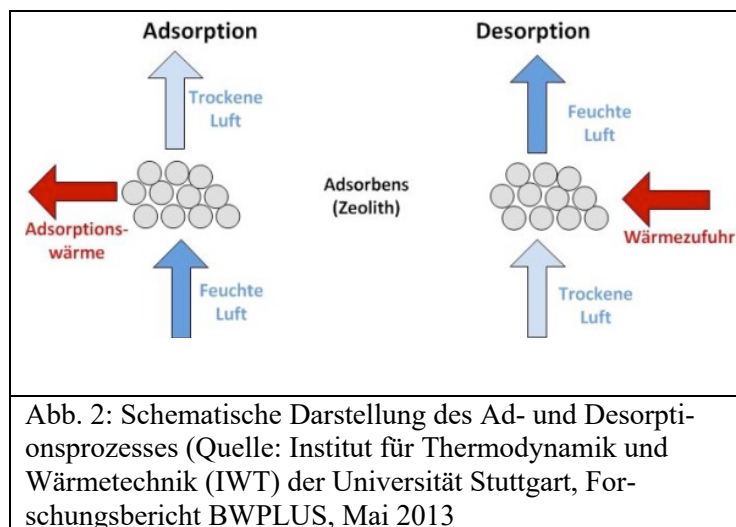 Adsorption
Trockene
Luft
Adsorptions-
wärme
Feuchte
Luft
Adsorbens
(Zeolith)
Desorption
Feuchte
Luft
Wärmezufuhr
Trockene
Luft
Abb. 2: Schematische Darstellung des Ad- und Desorpti-
onsprozesses (Quelle: Institut für Thermodynamik und
Wärmetechnik (IWT) der Universität Stuttgart, For-
schungsbericht BWPLUS, Mai 2013